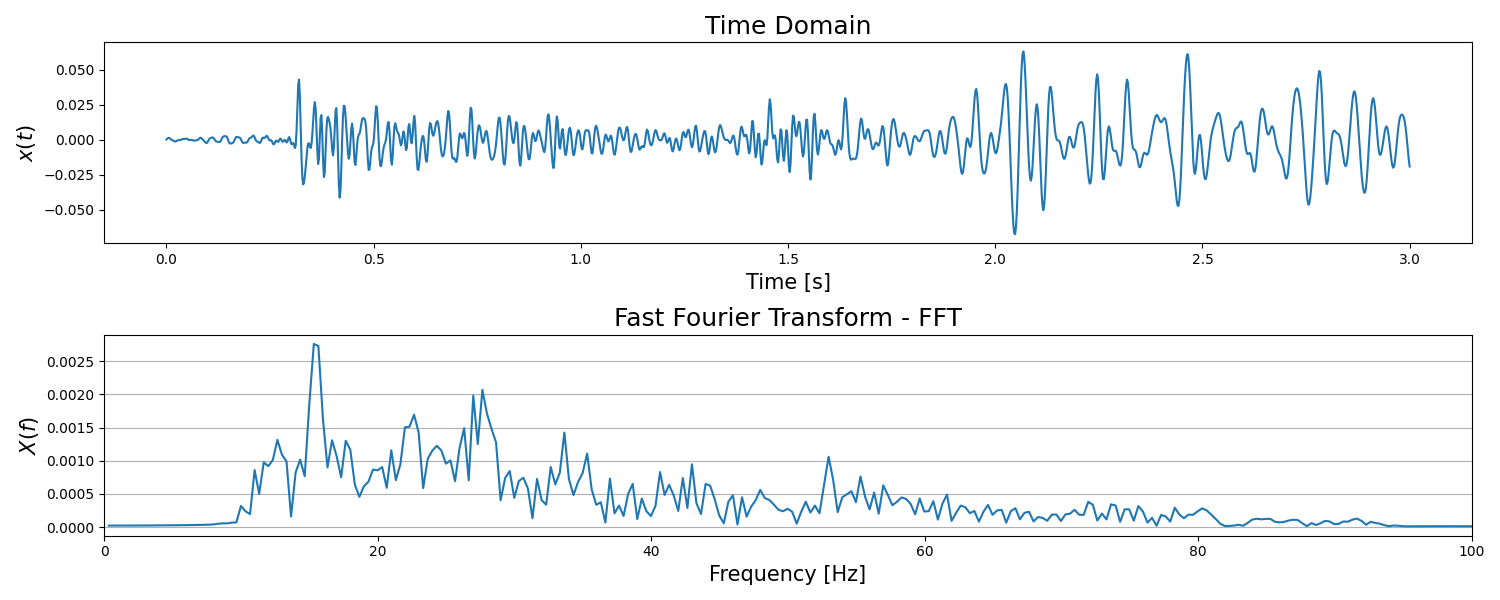 Time Domain
x(t)
0.050
0.025
0.000
−0.025
−0.050
0.0 0.5 1.0 1.5 2.0 2.5 3.0
Time [s]
Fast Fourier Transform - FFT
X(f)
0.0025
0.0020
0.0015
0.0010
0.0005
0.0000
0 20 40 60 80 100
Frequency [Hz]